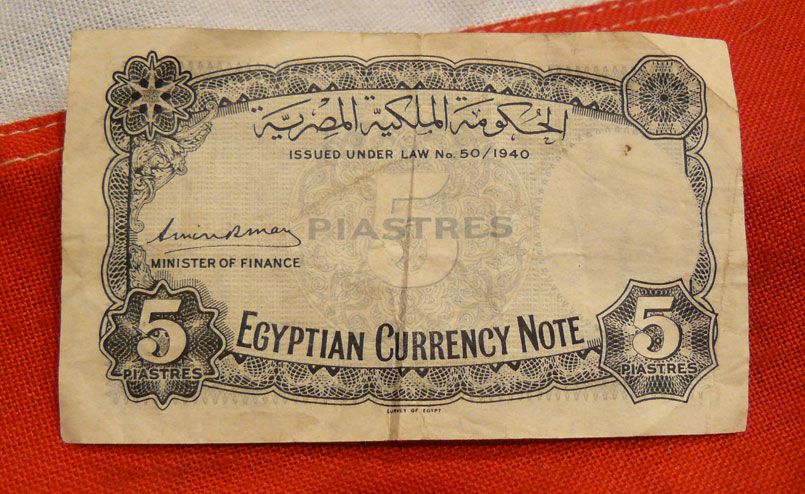 الحكومة الملكية المصرية
ISSUED UNDER LAW No. 50/1940
5
PIASTRES
MINISTER OF FINANCE
EGYPTIAN CURRENCY NOTE
5
PIASTRES
5
PIASTRES
SURVEY OF EGYPT